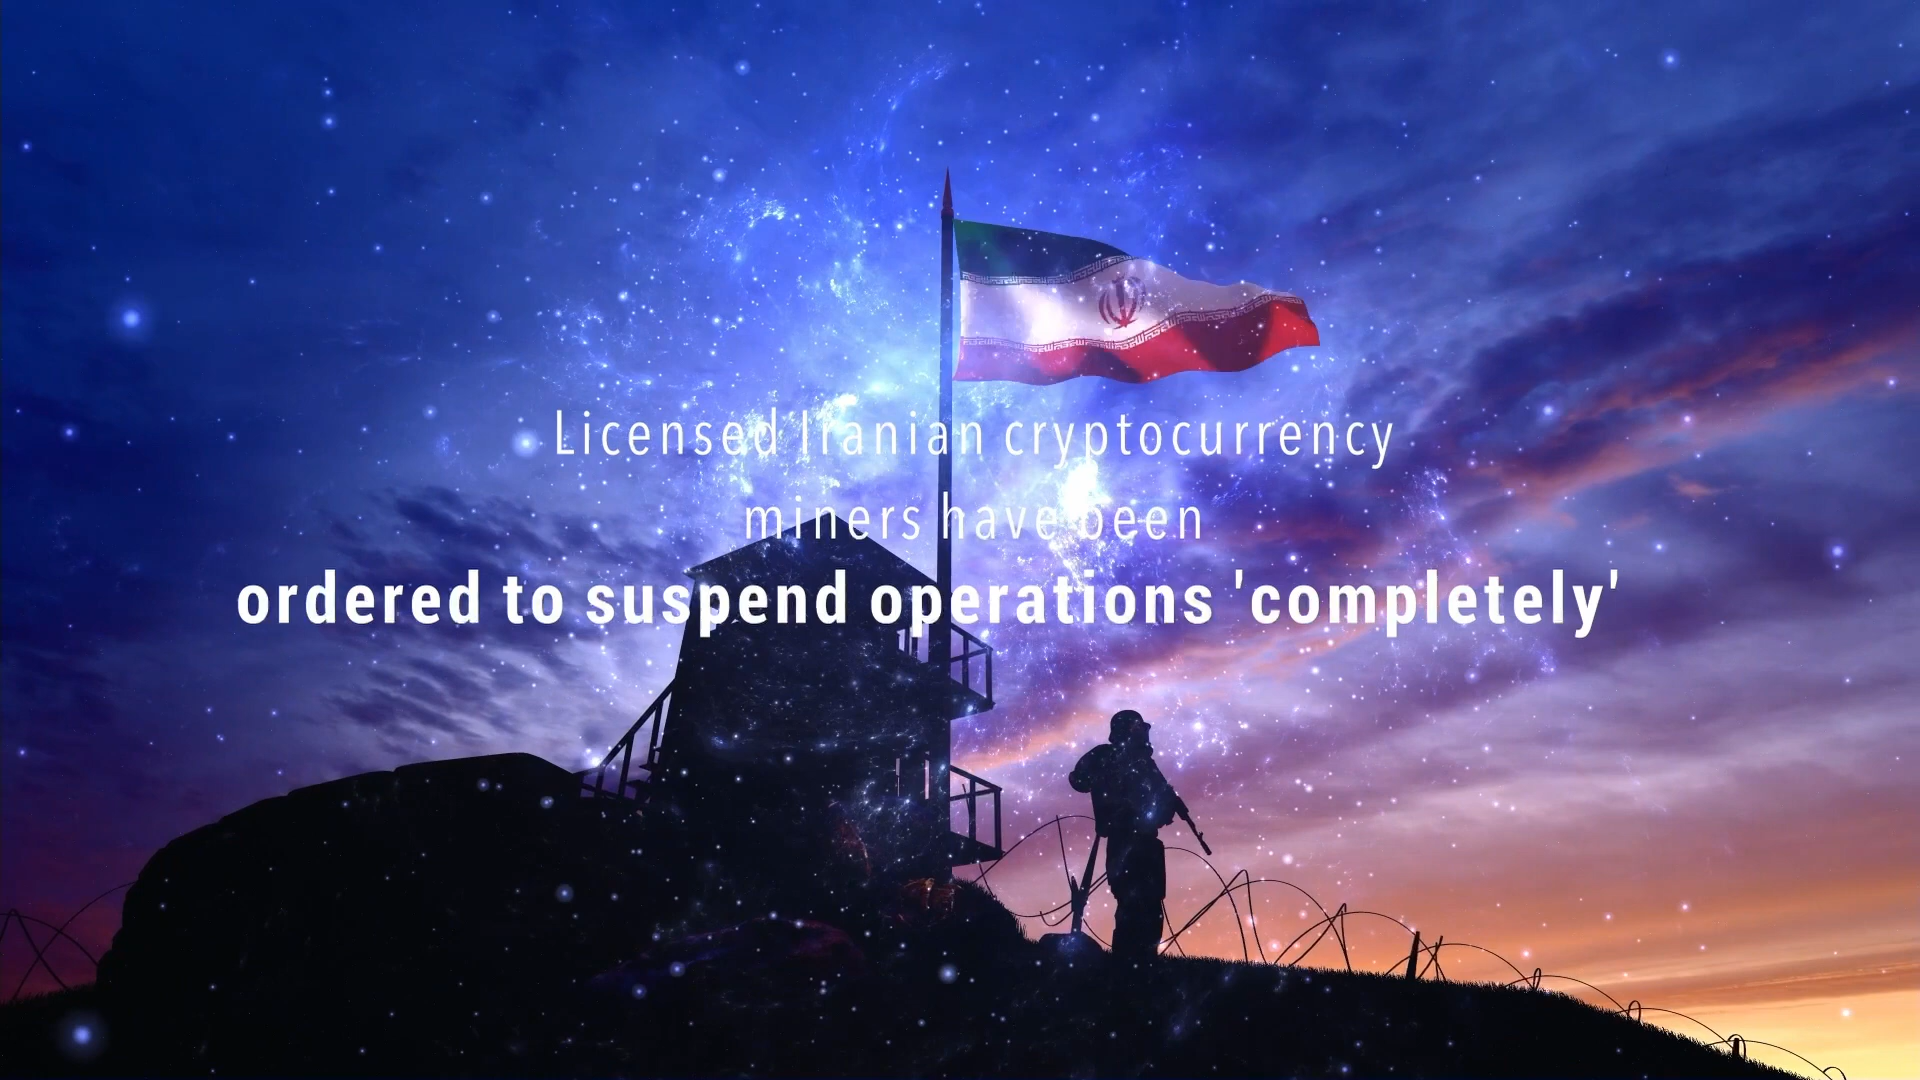 Licensed Iranian cryptocurrency
miners have been
ordered to suspend operations 'completely'